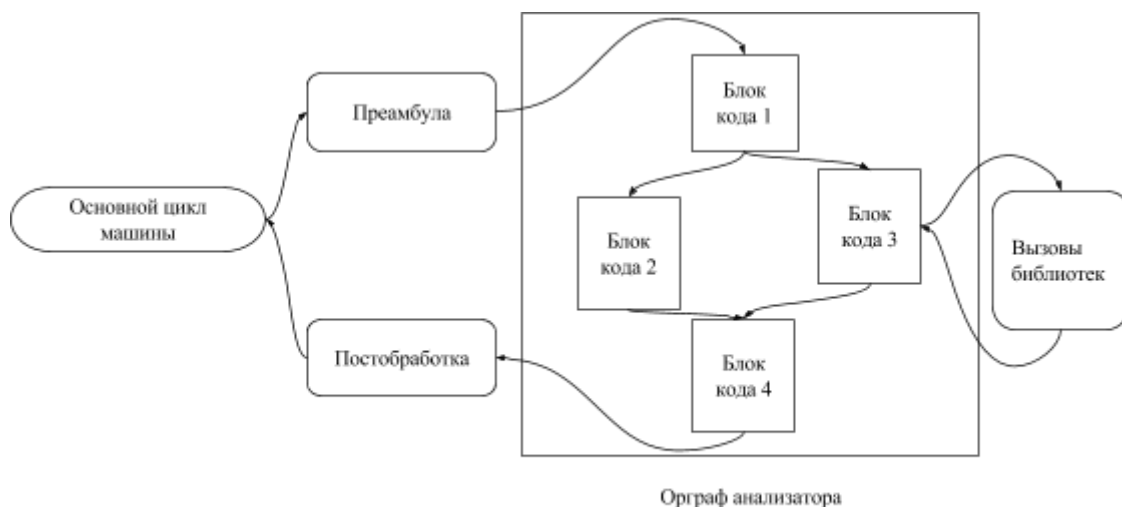 Преамбула
Блок
кода 1
Основной цикл
машины
Блок
кода 2
Блок
кода 3
Вызовы
библиотек
Постобработка
Блок
кода 4
Орграф анализатора